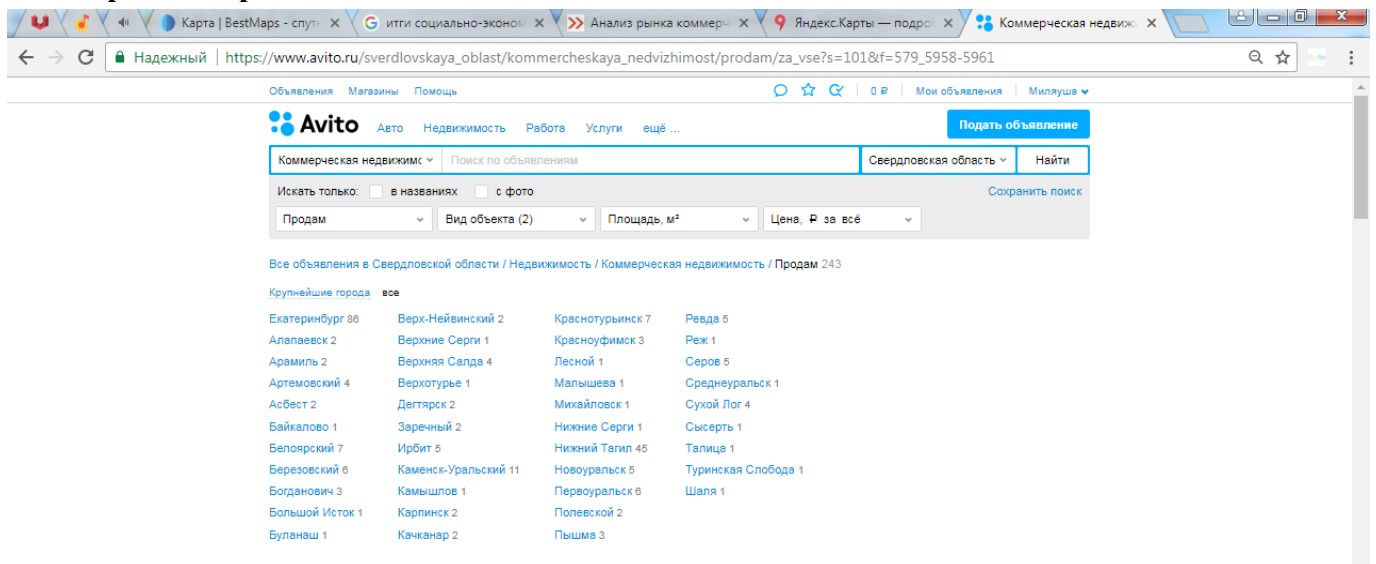 Карта | BestMaps - спутн
итги социально-эконом
Анализ рынка коммерч
Яндекс.Карты — подроб
Коммерческая недвижи
Надежный https://www.avito.ru/sverdlovskaya_oblast/kommercheskaya_nedvizhimost/prodam/za_vse?s=101&f=579_5958-5961
Объявления Магазины Помощь 0 ₽ Мои объявления Миляуша
Avito Авто Недвижимость Работа Услуги ещё ... Подать объявление
Коммерческая недвижимс Поиск по объявлениям Свердловская область Найти
Искать только: в названиях с фото Сохранить поиск
Продам Вид объекта (2) Площадь, м² Цена, ₽ за всё
Все объявления в Свердловской области / Недвижимость / Коммерческая недвижимость / Продам 243
Крупнейшие города все
Екатеринбург 86 Верх-Нейвинский 2 Краснотурьинск 7 Ревда 5
Алапаевск 2 Верхние Серги 1 Красноуфимск 3 Реж 1
Арамиль 2 Верхняя Салда 4 Лесной 1 Серов 5
Артемовский 4 Верхотурье 1 Малышева 1 Среднеуральск 1
Асбест 2 Дегтярск 2 Михайловск 1 Сухой Лог 4
Байкалово 1 Заречный 2 Нижние Серги 1 Сысерть 1
Белоярский 7 Ирбит 5 Нижний Тагил 45 Талица 1
Березовский 6 Каменск-Уральский 11 Новоуральск 5 Туринская Слобода 1
Богданович 3 Камышлов 1 Первоуральск 6 Шаля 1
Большой Исток 1 Карпинск 2 Полевской 2
Буланаш 1 Качканар 2 Пышма 3